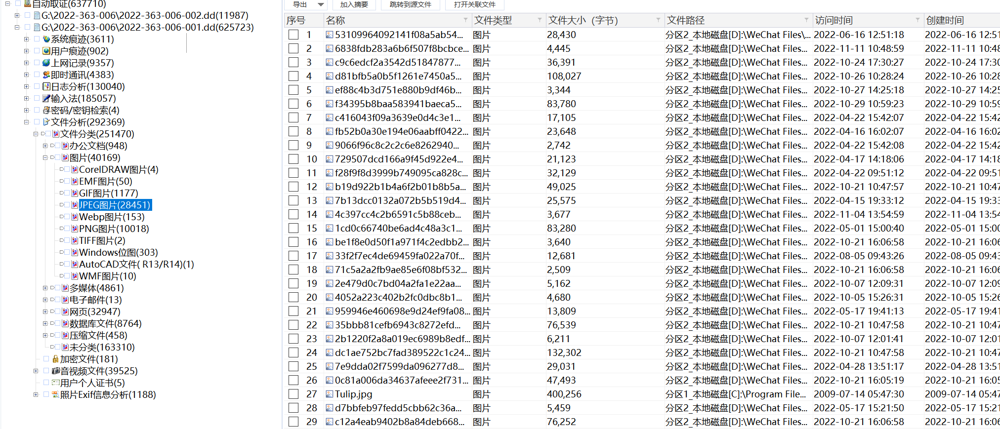 自动取证(637710)
G:\2022-363-006\2022-363-006-002.dd(11987)
G:\2022-363-006\2022-363-006-001.dd(625723)
系统痕迹(3611)
用户痕迹(902)
上网记录(9357)
即时通讯(4383)
日志分析(130040)
输入法(185057)
密码/密钥检索(4)
文件分析(292369)
文件分类(251470)
办公文档(948)
图片(40169)
CorelDRAW图片(4)
EMF图片(50)
GIF图片(1177)
JPEG图片(28451)
Webp图片(153)
PNG图片(10018)
TIFF图片(2)
Windows位图(303)
AutoCAD文件( R13/R14)(1)
WMF图片(10)
多媒体(4861)
电子邮件(13)
网页(32947)
数据库文件(8764)
压缩文件(458)
未分类(163310)
加密文件(181)
音视频文件(39525)
用户个人证书(5)
照片Exif信息分析(1188)
导出 加入摘要 跳转到源文件 打开关联文件
序号 名称 文件类型 文件大小（字节） 文件路径 访问时间 创建时间
1 53109964092141f08a5ab54... 图片 28,430 分区2_本地磁盘[D]:\WeChat Files\... 2022-06-16 12:51:18 2022-06-16 12:51
2 6838fdb283a6b6f507f8bcbce... 图片 4,445 分区2_本地磁盘[D]:\WeChat Files... 2022-11-11 10:48:59 2022-11-11 10:48
3 c9c6edcf2a3542d51847877... 图片 36,391 分区2_本地磁盘[D]:\WeChat Files... 2022-10-24 17:30:27 2022-10-24 17:30
4 d81bfb5a0b5f1261e7450a5... 图片 108,027 分区2_本地磁盘[D]:\WeChat Files... 2022-10-26 10:28:24 2022-10-26 10:28
5 ef88c4b3d751e880b9df46b... 图片 3,344 分区2_本地磁盘[D]:\WeChat Files... 2022-10-27 14:25:18 2022-10-27 14:25
6 f34395b8baa583941baeca5... 图片 83,780 分区2_本地磁盘[D]:\WeChat Files... 2022-10-29 10:59:23 2022-10-29 10:59
7 c416043f09a3639e0d4c3e1... 图片 17,105 分区2_本地磁盘[D]:\WeChat Files... 2022-04-22 15:42:07 2022-04-22 15:42
8 fb52b0a30e194e06aabff0422... 图片 23,648 分区2_本地磁盘[D]:\WeChat Files... 2022-04-16 16:02:07 2022-04-16 16:02
9 9066f96c8c2c2c6e8262940... 图片 2,742 分区2_本地磁盘[D]:\WeChat Files... 2022-04-22 15:42:08 2022-04-22 15:42
10 729507dcd166a9f45d922e4... 图片 21,123 分区2_本地磁盘[D]:\WeChat Files... 2022-04-17 14:18:06 2022-04-17 14:18
11 f28f9f8d3999b749095ca828c... 图片 32,129 分区2_本地磁盘[D]:\WeChat Files... 2022-04-22 09:51:12 2022-04-22 09:51
12 b19d922b1b4a6f2b01b8b5a... 图片 49,025 分区2_本地磁盘[D]:\WeChat Files... 2022-10-21 10:47:57 2022-10-21 10:47
13 7b13dcc0132a072b5b519d4... 图片 25,575 分区2_本地磁盘[D]:\WeChat Files... 2022-04-15 19:33:12 2022-04-15 19:33
14 4c397cc4c2b6591c5b88ceb... 图片 3,677 分区2_本地磁盘[D]:\WeChat Files... 2022-11-04 13:54:59 2022-11-04 13:54
15 1cd0c66740be6ad4c48a3c1... 图片 83,280 分区2_本地磁盘[D]:\WeChat Files... 2022-05-01 15:00:40 2022-05-01 15:00
16 be1f8e0d50f1a971f4c2edbb2... 图片 3,640 分区2_本地磁盘[D]:\WeChat Files... 2022-10-21 16:06:58 2022-10-21 16:06
17 33f2f7ec4de69459fa022a70f... 图片 12,681 分区2_本地磁盘[D]:\WeChat Files... 2022-08-05 09:43:26 2022-08-05 09:43
18 71c5a2a2fb9ae85e6f08bf532... 图片 2,509 分区2_本地磁盘[D]:\WeChat Files... 2022-10-21 16:06:58 2022-10-21 16:06
19 2e479d0c7bd04a2fa1e22aa... 图片 5,162 分区2_本地磁盘[D]:\WeChat Files... 2022-10-07 12:09:31 2022-10-07 12:09
20 4052a223c402b2fc0dbc8b1... 图片 4,680 分区2_本地磁盘[D]:\WeChat Files... 2022-10-05 15:26:31 2022-10-05 15:26
21 959946e460698e9d24ef9fa08... 图片 13,809 分区2_本地磁盘[D]:\WeChat Files... 2022-05-17 19:41:13 2022-05-17 19:41
22 35bbb81cefb6943c8272efd... 图片 76,539 分区2_本地磁盘[D]:\WeChat Files... 2022-10-21 10:47:58 2022-10-21 10:47
23 2b1220f2a8a019ec6989b8edf... 图片 6,211 分区2_本地磁盘[D]:\WeChat Files... 2022-10-07 12:01:41 2022-10-07 12:01
24 dc1ae752bc7fad389522c1c24... 图片 132,302 分区2_本地磁盘[D]:\WeChat Files... 2022-10-21 10:47:58 2022-10-21 10:47
25 7e9dda02f7599da096277d8... 图片 29,031 分区2_本地磁盘[D]:\WeChat Files... 2022-04-28 13:51:17 2022-04-28 13:51
26 0c81a006da34637afeee2f731... 图片 47,493 分区2_本地磁盘[D]:\WeChat Files... 2022-10-21 16:05:19 2022-10-21 16:05
27 Tulip.jpg 图片 400,256 分区1_本地磁盘[C]:\Program File... 2009-07-14 05:47:30 2009-07-14 05:47
28 d7bbfeb97fedd5cbb62c36a... 图片 5,459 分区2_本地磁盘[D]:\WeChat Files... 2022-05-17 15:21:50 2022-05-17 15:21
29 c12a4eab9402b8a84deb668... 图片 76,252 分区2_本地磁盘[D]:\WeChat Files... 2022-10-21 16:06:58 2022-10-21 16:06